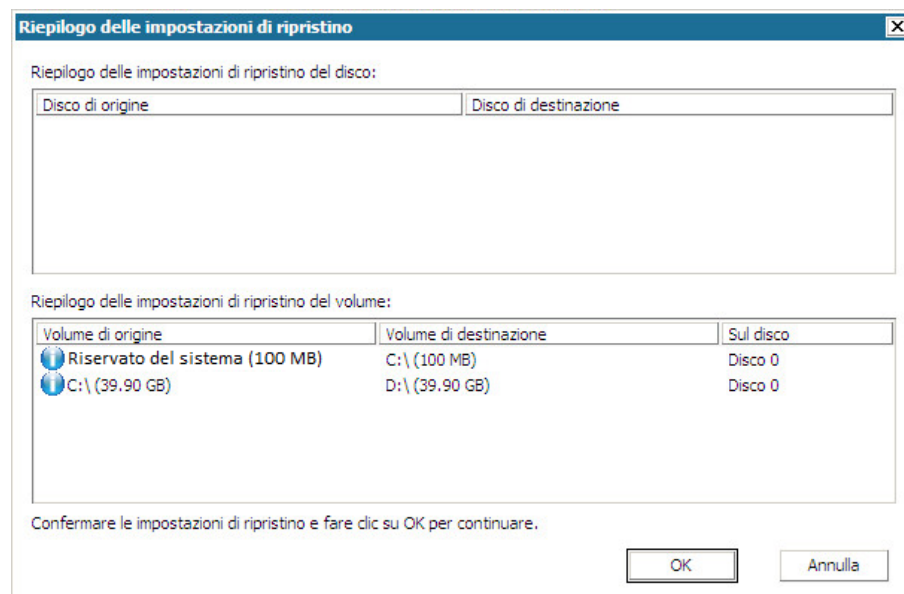 Riepilogo delle impostazioni di ripristino
Riepilogo delle impostazioni di ripristino del disco:
Disco di origine Disco di destinazione
Riepilogo delle impostazioni di ripristino del volume:
Volume di origine Volume di destinazione Sul disco
Riservato del sistema (100 MB) C:\ (100 MB) Disco 0
C:\ (39.90 GB) D:\ (39.90 GB) Disco 0
Confermare le impostazioni di ripristino e fare clic su OK per continuare.
OK Annulla